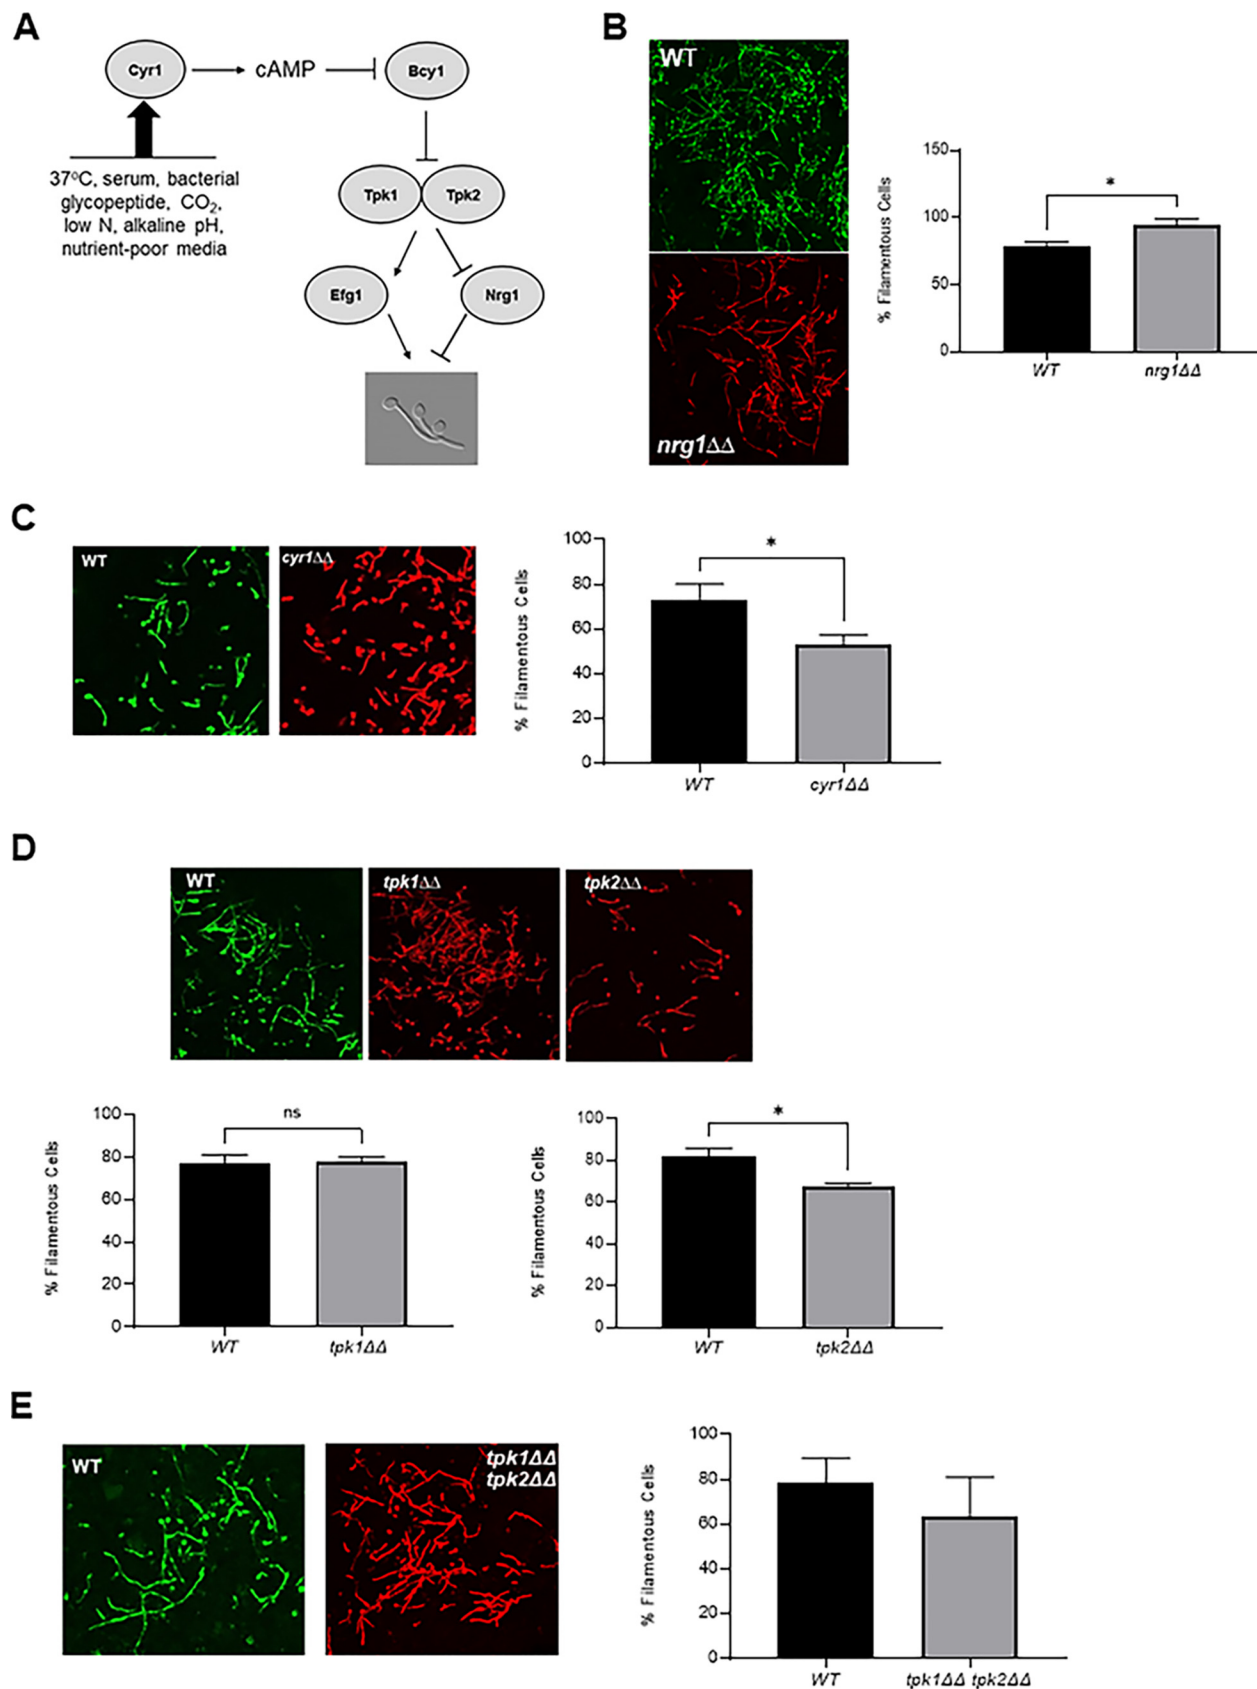 A
Cyr1
cAMP
Bcy1
37°C, serum, bacterial
glycopeptide, CO₂,
low N, alkaline pH,
nutrient-poor media
Tpk1
Tpk2
Efg1
Nrg1
B
WT
nrg1ΔΔ
% Filamentous Cells
150
100
50
0
*
WT
nrg1ΔΔ
C
WT
cyr1ΔΔ
% Filamentous Cells
100
80
60
40
20
0
*
WT
cyr1ΔΔ
D
WT
tpk1ΔΔ
tpk2ΔΔ
% Filamentous Cells
100
80
60
40
20
0
ns
WT
tpk1ΔΔ
% Filamentous Cells
100
80
60
40
20
0
*
WT
tpk2ΔΔ
E
WT
tpk1ΔΔ
tpk2ΔΔ
% Filamentous Cells
100
80
60
40
20
0
WT
tpk1ΔΔ tpk2ΔΔ